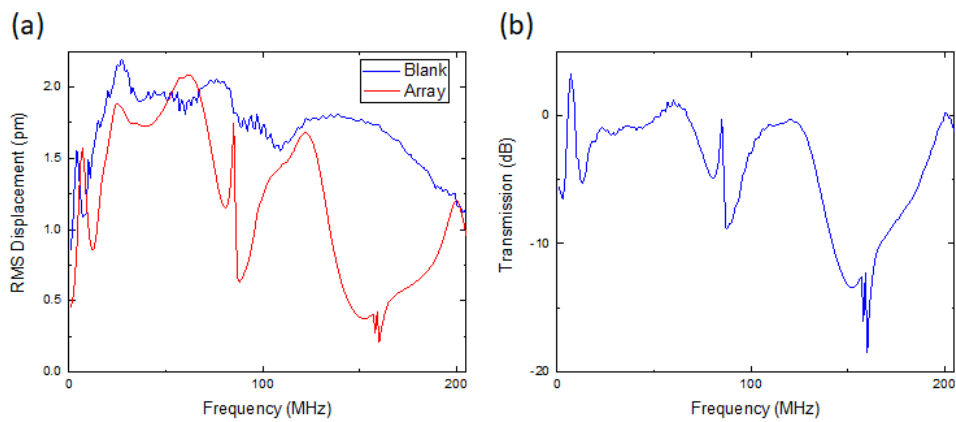 (a)
RMS Displacement (pm)
2.0
1.5
1.0
0.5
0.0
Blank
Array
0
100
200
Frequency (MHz)
(b)
Transmission (dB)
0
-10
-20
0
100
200
Frequency (MHz)